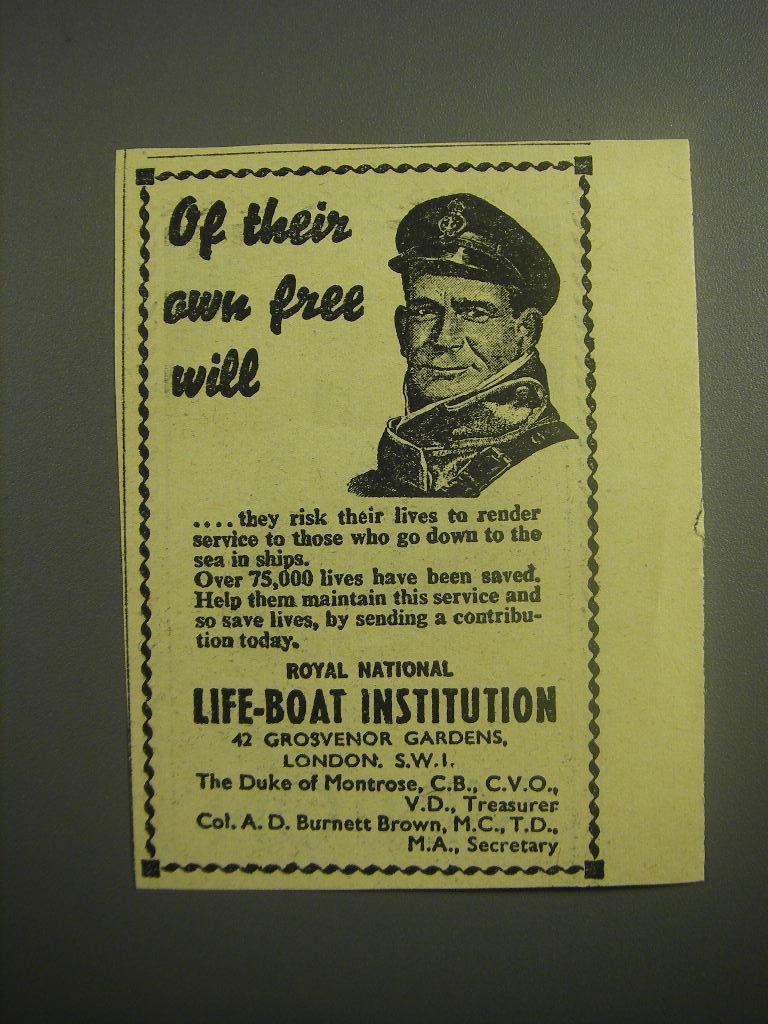 Of their
own free
will
....they risk their lives to render
service to those who go down to the
sea in ships.
Over 75,000 lives have been saved.
Help them maintain this service and
so save lives, by sending a contribu-
tion today.
ROYAL NATIONAL
LIFE-BOAT INSTITUTION
42 GROSVENOR GARDENS,
LONDON. S.W.1.
The Duke of Montrose, C.B., C.V.O.,
V.D., Treasurer
Col. A. D. Burnett Brown, M.C., T.D.,
M.A., Secretary